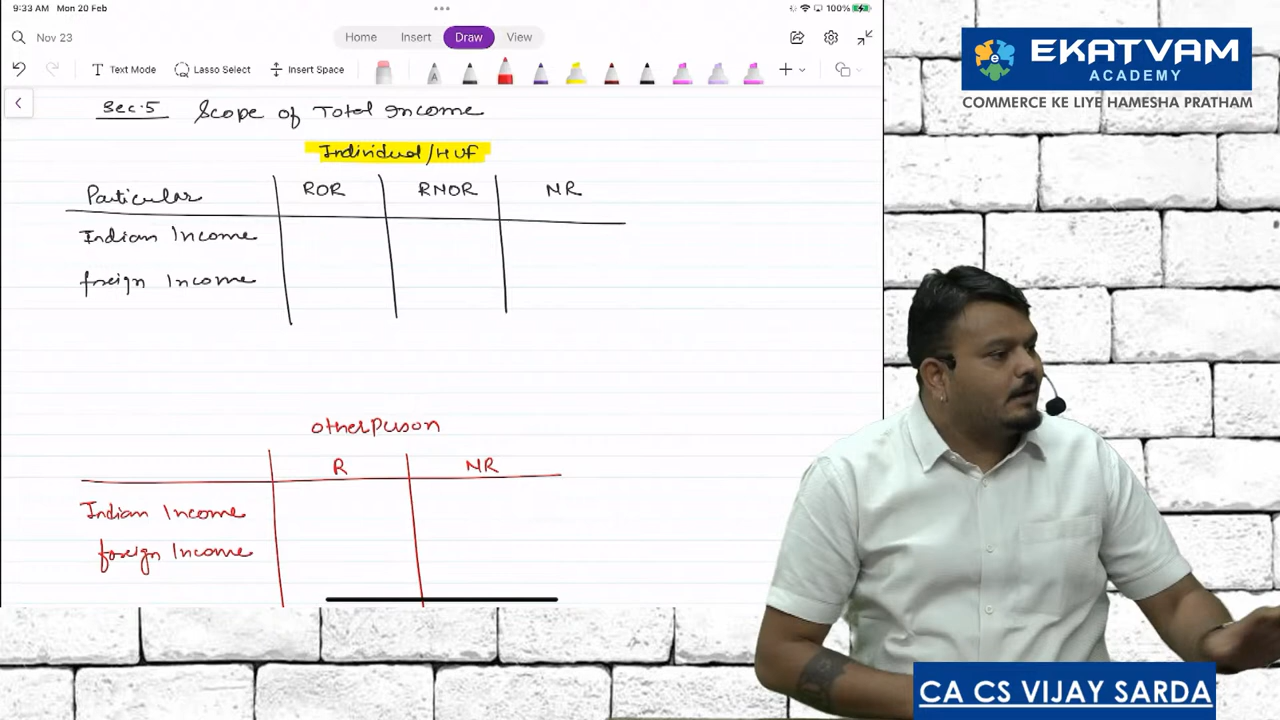 9:33 AM Mon 20 Feb
100%
Nov 23
Home Insert Draw View
Text Mode Lasso Select Insert Space
A
Sec.5 Scope of Total Income
Individual/HUF
Particular ROR RNOR NR
Indian Income
foreign Income
other Person
R NR
Indian Income
foreign Income
e
EKATVAM
ACADEMY
COMMERCE KE LIYE HAMESHA PRATHAM
CA CS VIJAY SARDA